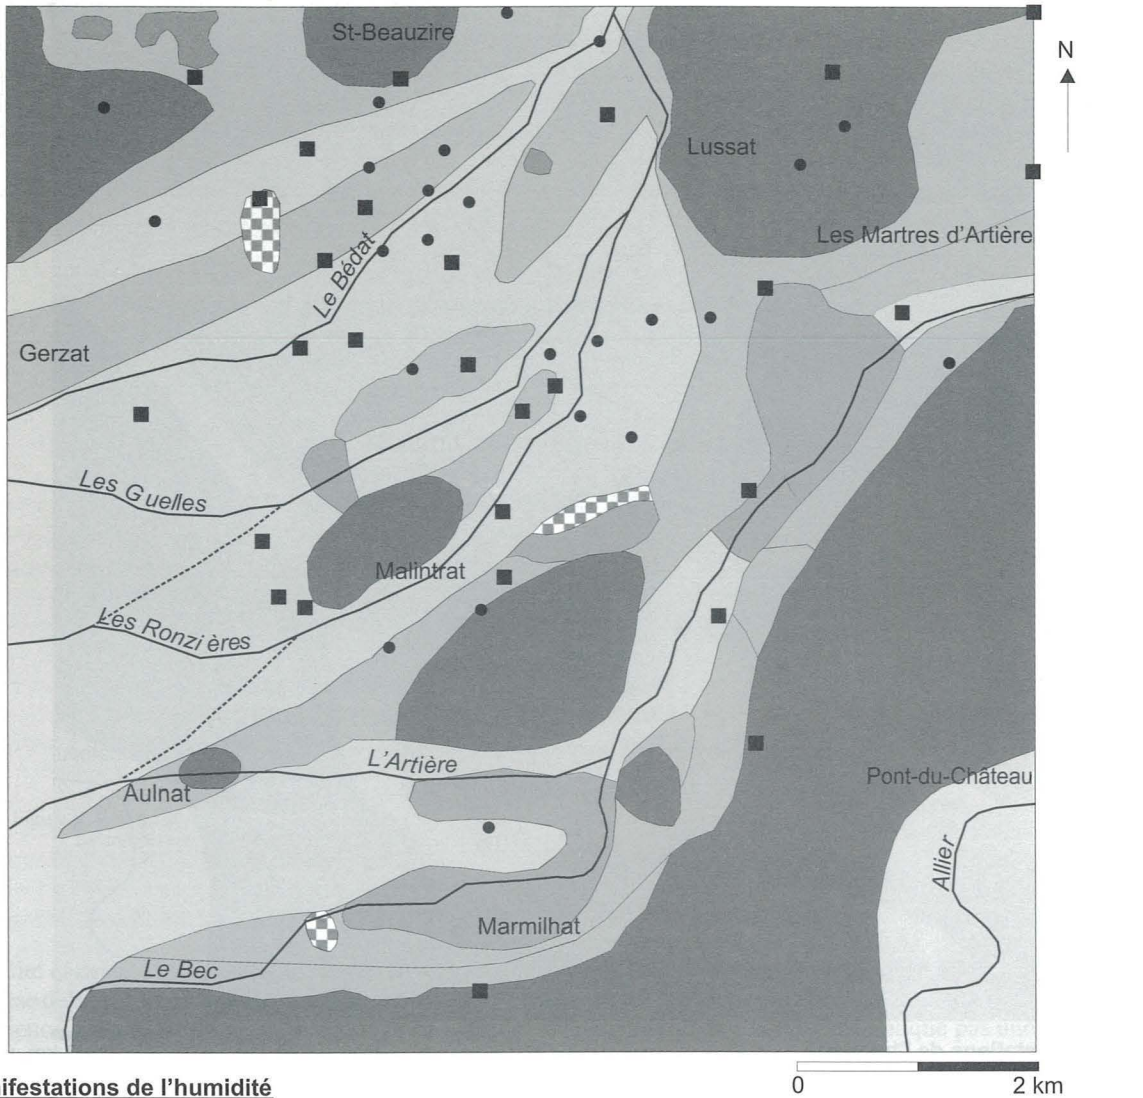 St-Beauzire
N
Lussat
Les Martres d'Artière
Le Bédat
Gerzat
Les Guelles
Malintrat
Les Ronzières
L'Artière
Pont-du-Château
Aulnat
Allier
Marmilhat
Le Bec
ifestations de l'humidité
0 2 km